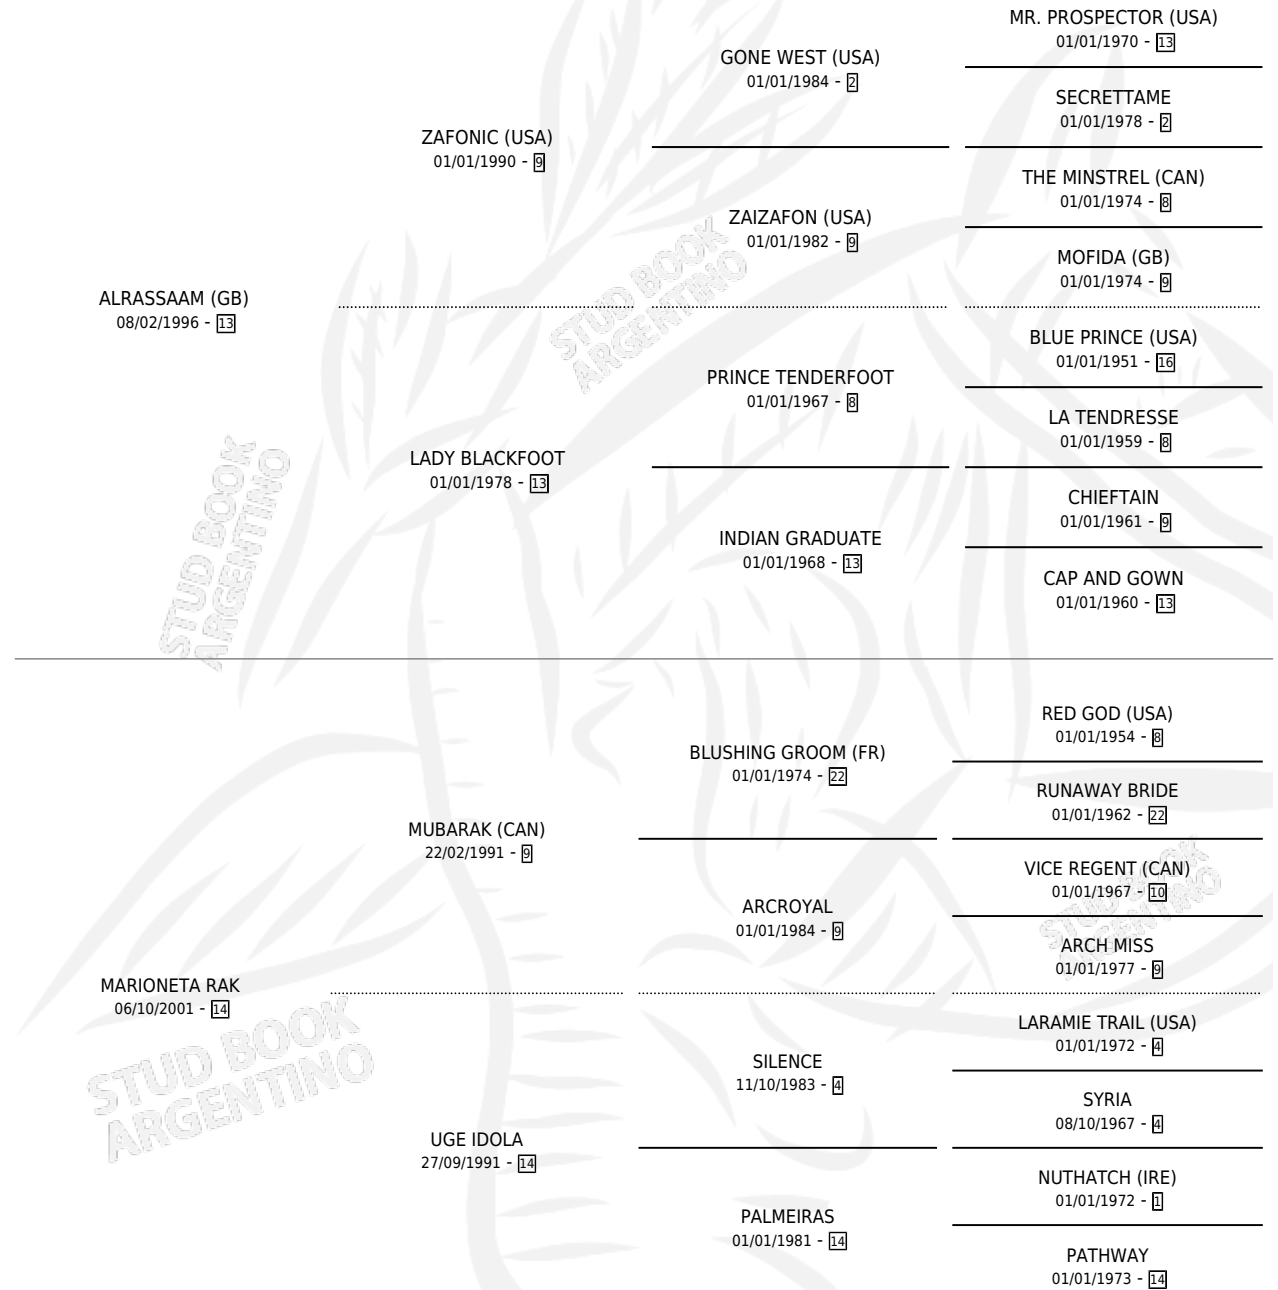 MR. PROSPECTOR (USA)
01/01/1970 - 13
GONE WEST (USA)
01/01/1984 - 2
SECRETTAME
01/01/1978 - 2
ZAFONIC (USA)
01/01/1990 - 9
THE MINSTREL (CAN)
01/01/1974 - 8
ZAIZAFON (USA)
01/01/1982 - 9
MOFIDA (GB)
01/01/1974 - 9
ALRASSAAM (GB)
08/02/1996 - 13
BLUE PRINCE (USA)
01/01/1951 - 16
PRINCE TENDERFOOT
01/01/1967 - 8
LA TENDRESSE
01/01/1959 - 8
LADY BLACKFOOT
01/01/1978 - 13
CHIEFTAIN
01/01/1961 - 9
INDIAN GRADUATE
01/01/1968 - 13
CAP AND GOWN
01/01/1960 - 13
STUD BOOK
ARGENTINO
STUD BOOK
ARGENTINO
RED GOD (USA)
01/01/1954 - 8
BLUSHING GROOM (FR)
01/01/1974 - 22
RUNAWAY BRIDE
01/01/1962 - 22
MUBARAK (CAN)
22/02/1991 - 9
VICE REGENT (CAN)
01/01/1967 - 10
ARCROYAL
01/01/1984 - 9
ARCH MISS
01/01/1977 - 9
STUD BOOK
ARGENTINO
MARIONETA RAK
06/10/2001 - 14
LARAMIE TRAIL (USA)
01/01/1972 - 4
SILENCE
11/10/1983 - 4
SYRIA
08/10/1967 - 4
UGE IDOLA
27/09/1991 - 14
NUTHATCH (IRE)
01/01/1972 - 1
PALMEIRAS
01/01/1981 - 14
PATHWAY
01/01/1973 - 14
STUD BOOK
ARGENTINO